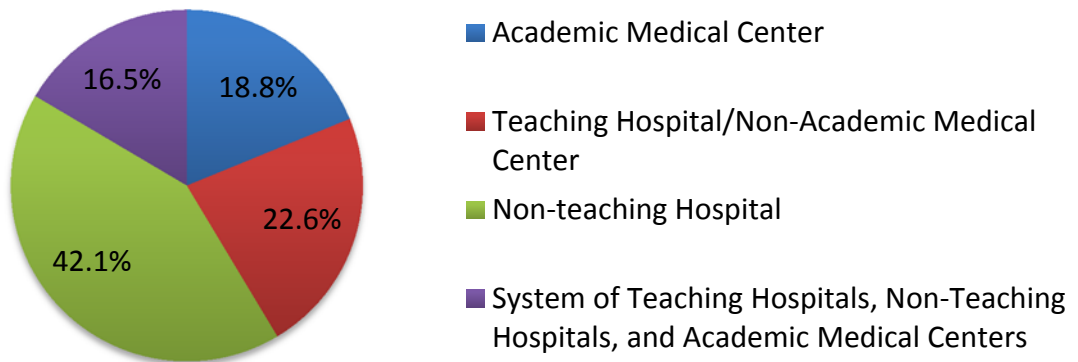 16.5%
18.8%
22.6%
42.1%
Academic Medical Center
Teaching Hospital/Non-Academic Medical
Center
Non-teaching Hospital
System of Teaching Hospitals, Non-Teaching
Hospitals, and Academic Medical Centers